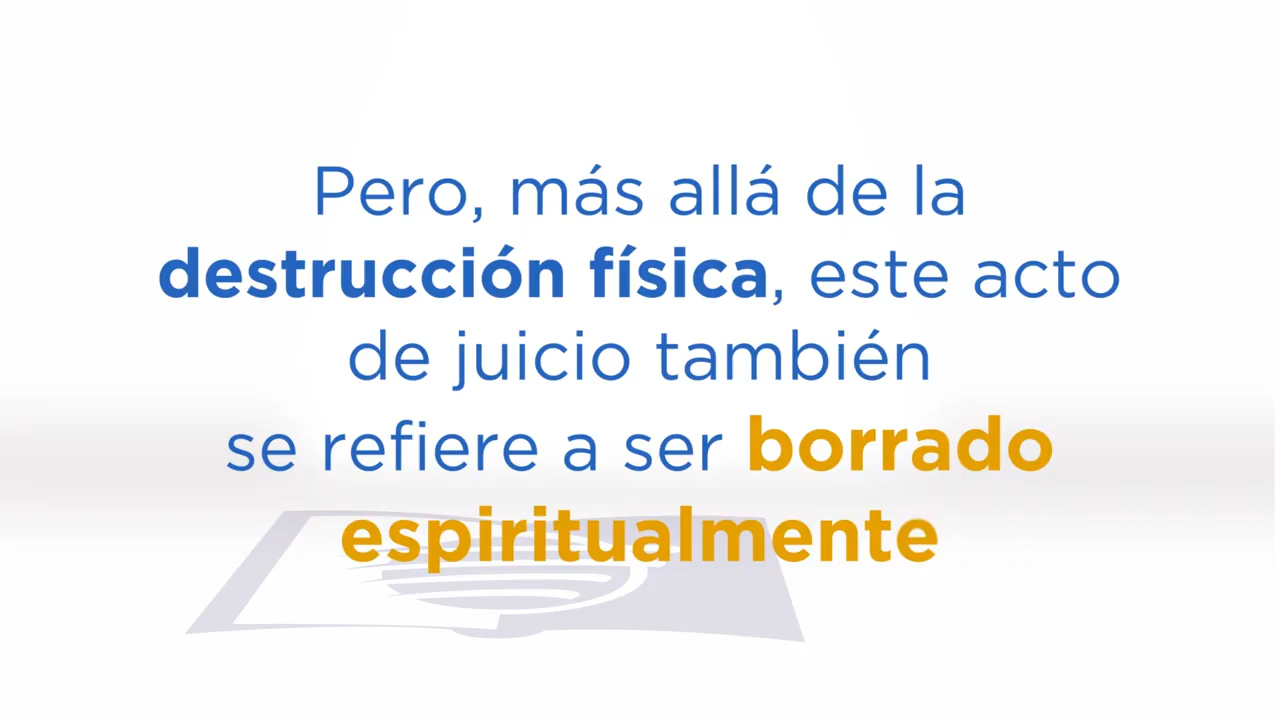 Pero, más allá de la
destrucción física, este acto
de juicio también
se refiere a ser borrado
espiritualmente